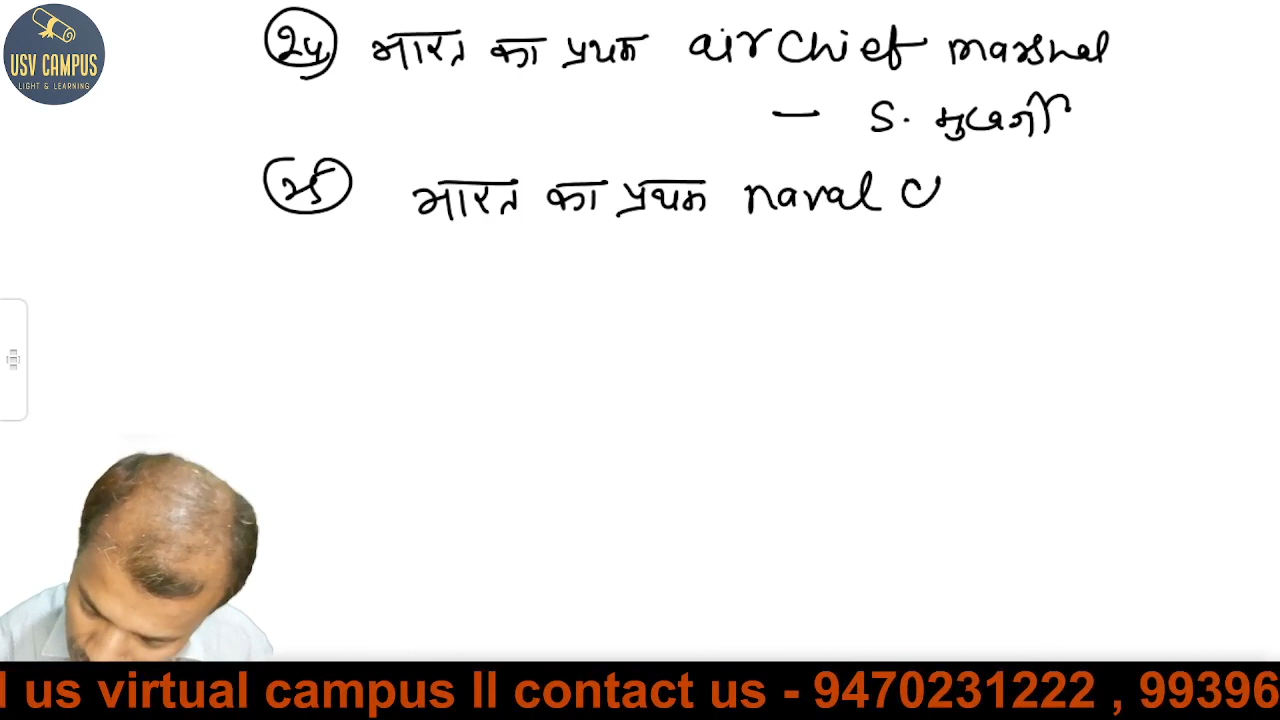 USV CAMPUS
LIGHT & LEARNING
24 भारत का प्रथम air Chief marshal
— S. मुखर्जी
25 भारत का प्रथम naval C
l us virtual campus ll contact us - 9470231222 , 99396